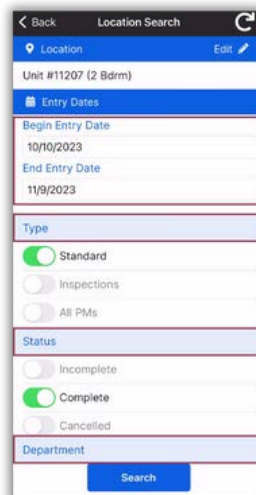 Back Location Search
Location Edit
Unit #11207 (2 Bdrm)
Entry Dates
Begin Entry Date
10/10/2023
End Entry Date
11/9/2023
Type
Standard
Inspections
All PMs
Status
Incomplete
Complete
Cancelled
Department
Search